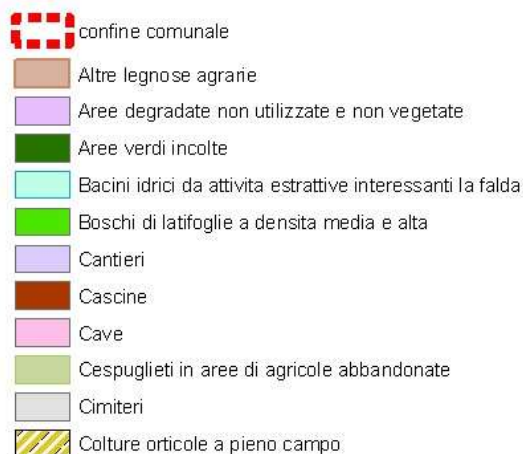 confine comunale
Altre legnose agrarie
Aree degradate non utilizzate e non vegetate
Aree verdi incolte
Bacini idrici da attivita estrattive interessanti la falda
Boschi di latifoglie a densita media e alta
Cantieri
Cascine
Cave
Cespuglieti in aree di agricole abbandonate
Cimiteri
Colture orticole a pieno campo